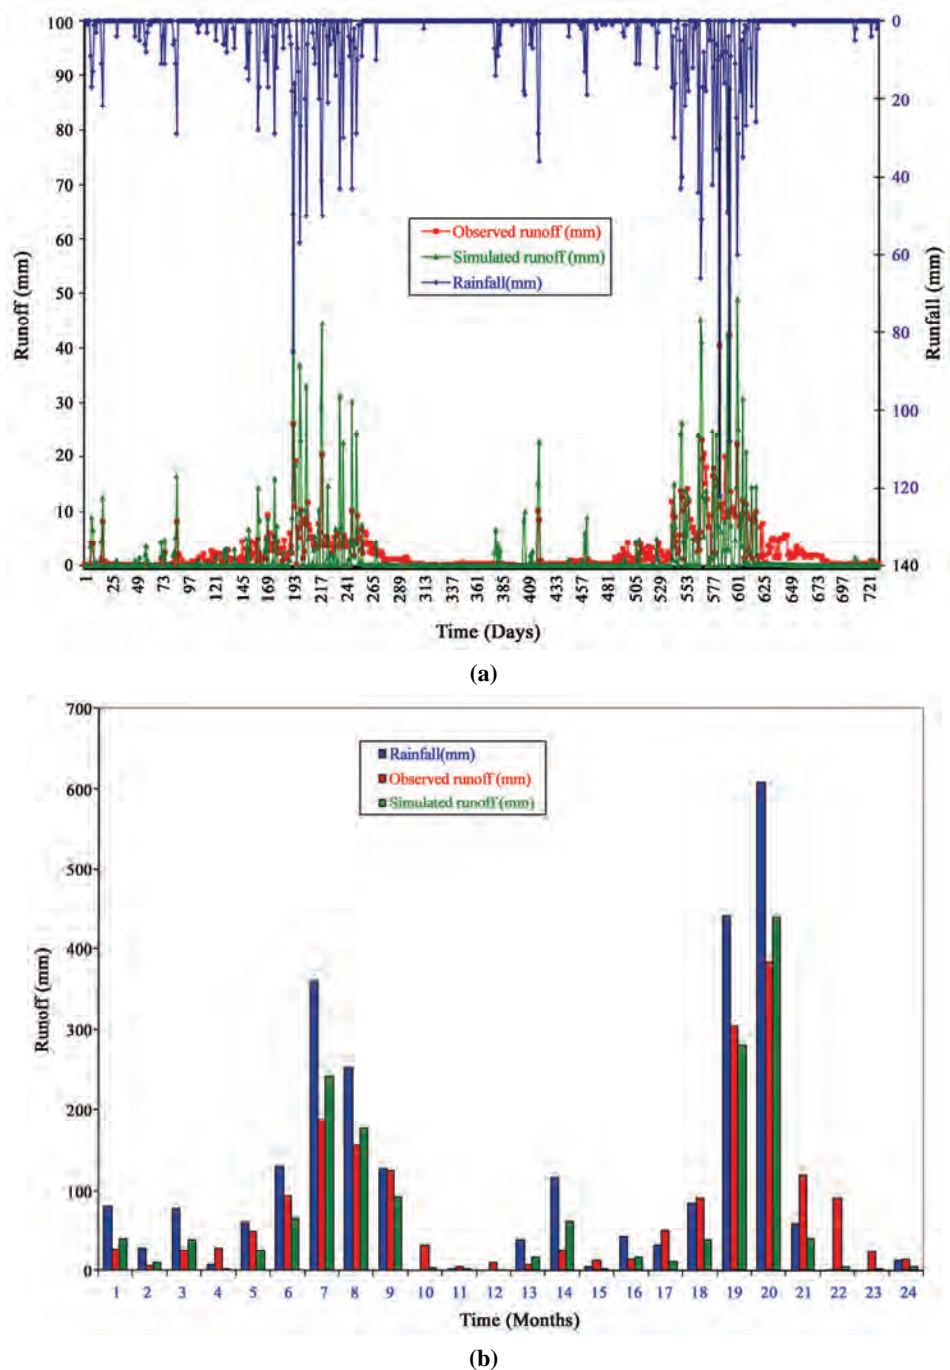 100
90
80
70
60
50
40
30
20
10
0
Runoff (mm)
0
20
40
60
80
100
120
140
Runfall (mm)
Observed runoff (mm)
Simulated runoff (mm)
Rainfall(mm)
1 25 49 73 97 121 145 169 193 217 241 265 289 313 337 361 385 409 433 457 481 505 529 553 577 601 625 649 673 697 721
Time (Days)
(a)
700
600
500
400
300
200
100
0
Runoff (mm)
Rainfall(mm)
Observed runoff (mm)
Simulated runoff (mm)
1 2 3 4 5 6 7 8 9 10 11 12 13 14 15 16 17 18 19 20 21 22 23 24
Time (Months)
(b)